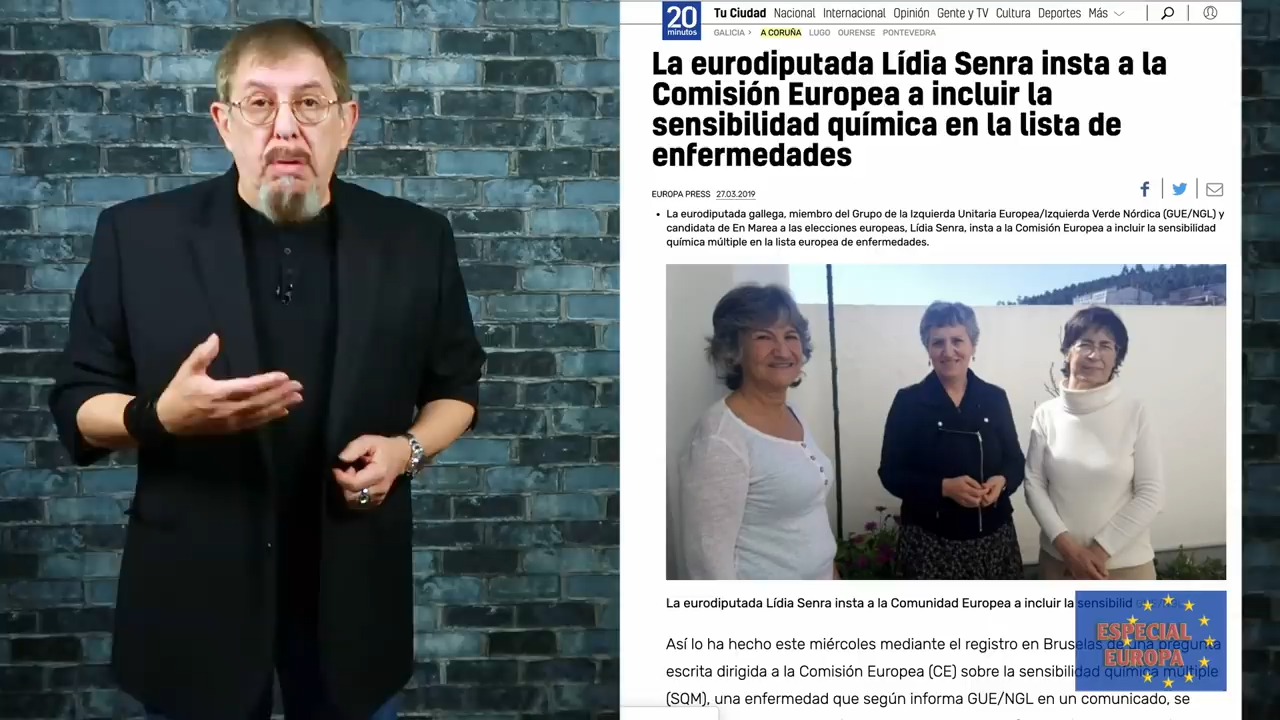 20
minutos
Tu Ciudad Nacional Internacional Opinión Gente y TV Cultura Deportes Más
GALICIA > A CORUÑA LUGO OURENSE PONTEVEDRA
La eurodiputada Lídia Senra insta a la
Comisión Europea a incluir la
sensibilidad química en la lista de
enfermedades
EUROPA PRESS 27.03.2019
• La eurodiputada gallega, miembro del Grupo de la Izquierda Unitaria Europea/Izquierda Verde Nórdica (GUE/NGL) y
candidata de En Marea a las elecciones europeas, Lídia Senra, insta a la Comisión Europea a incluir la sensibilidad
química múltiple en la lista europea de enfermedades.
La eurodiputada Lídia Senra insta a la Comunidad Europea a incluir la sensibilid
Así lo ha hecho este miércoles mediante el registro en Bruselas de una pregunta
escrita dirigida a la Comisión Europea (CE) sobre la sensibilidad química múltiple
(SQM), una enfermedad que según informa GUE/NGL en un comunicado, se
ESPECIAL
EUROPA